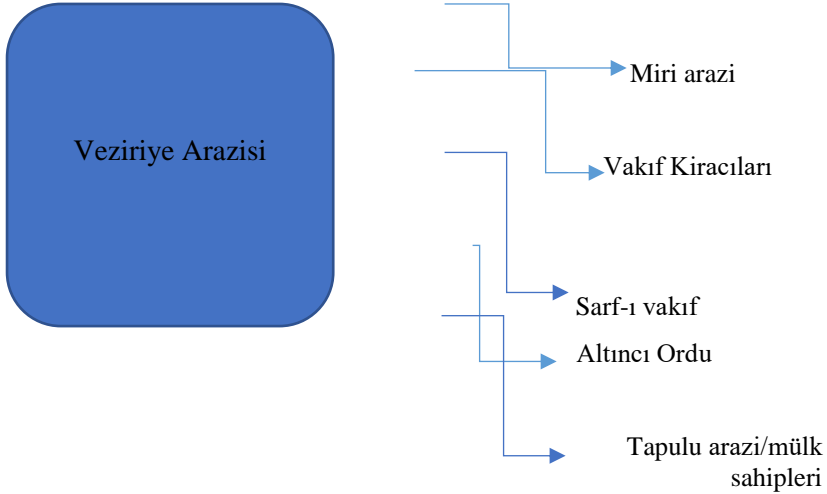 Veziriye Arazisi
Miri arazi
Vakıf Kiracıları
Sarf-ı vakıf
Altıncı Ordu
Tapulu arazi/mülk
sahipleri